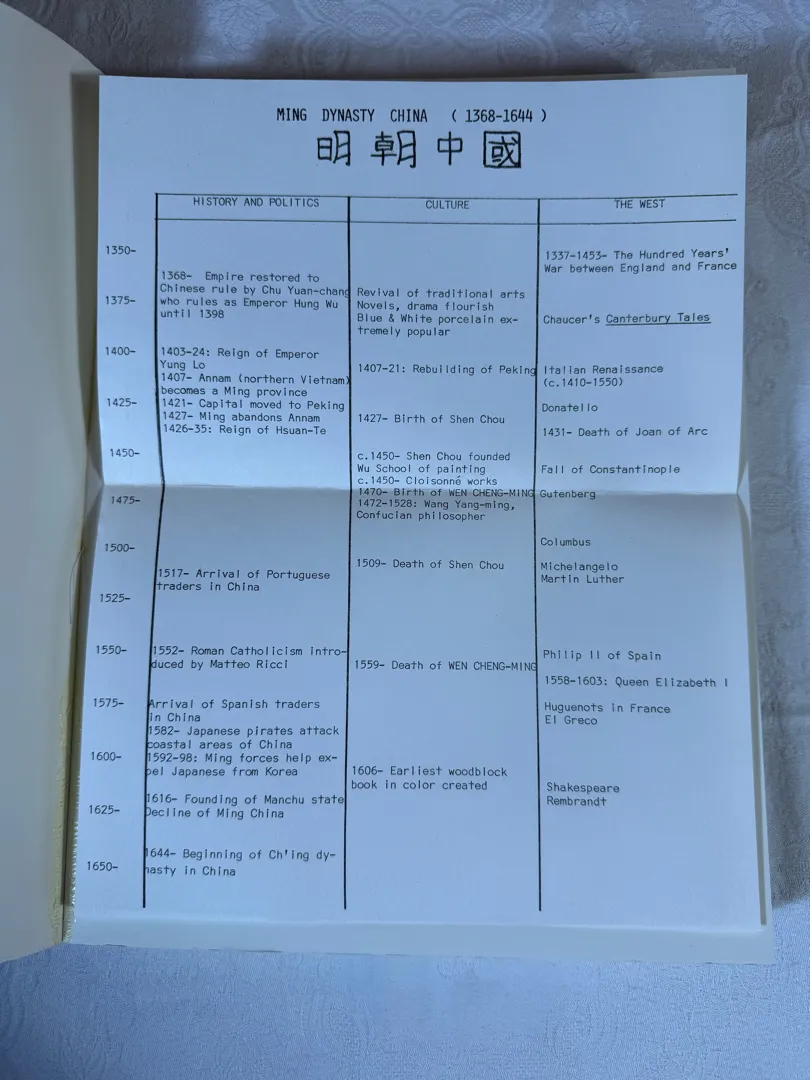 MING DYNASTY CHINA ( 1368-1644 )
明朝中國
HISTORY AND POLITICS
CULTURE
THE WEST
1350-
1375-
1400-
1425-
1450-
1475-
1500-
1525-
1550-
1575-
1600-
1625-
1650-
1368- Empire restored to
Chinese rule by Chu Yuan-chang
who rules as Emperor Hung Wu
until 1398
1403-24: Reign of Emperor
Yung Lo
1407- Annam (northern Vietnam)
becomes a Ming province
1421- Capital moved to Peking
1427- Ming abandons Annam
1426-35: Reign of Hsuan-Te
1517- Arrival of Portuguese
traders in China
1552- Roman Catholicism intro-
duced by Matteo Ricci
Arrival of Spanish traders
in China
1582- Japanese pirates attack
coastal areas of China
1592-98: Ming forces help ex-
pel Japanese from Korea
1616- Founding of Manchu state
Decline of Ming China
1644- Beginning of Ch'ing dy-
nasty in China
Revival of traditional arts
Novels, drama flourish
Blue & White porcelain ex-
tremely popular
1407-21: Rebuilding of Peking
1427- Birth of Shen Chou
c.1450- Shen Chou founded
Wu School of painting
c.1450- Cloisonné works
1470- Birth of WEN CHENG-MING
1472-1528: Wang Yang-ming,
Confucian philosopher
1509- Death of Shen Chou
1559- Death of WEN CHENG-MING
1606- Earliest woodblock
book in color created
1337-1453- The Hundred Years'
War between England and France
Chaucer's Canterbury Tales
Italian Renaissance
(c.1410-1550)
Donatello
1431- Death of Joan of Arc
Fall of Constantinople
Gutenberg
Columbus
Michelangelo
Martin Luther
Philip II of Spain
1558-1603: Queen Elizabeth I
Huguenots in France
El Greco
Shakespeare
Rembrandt